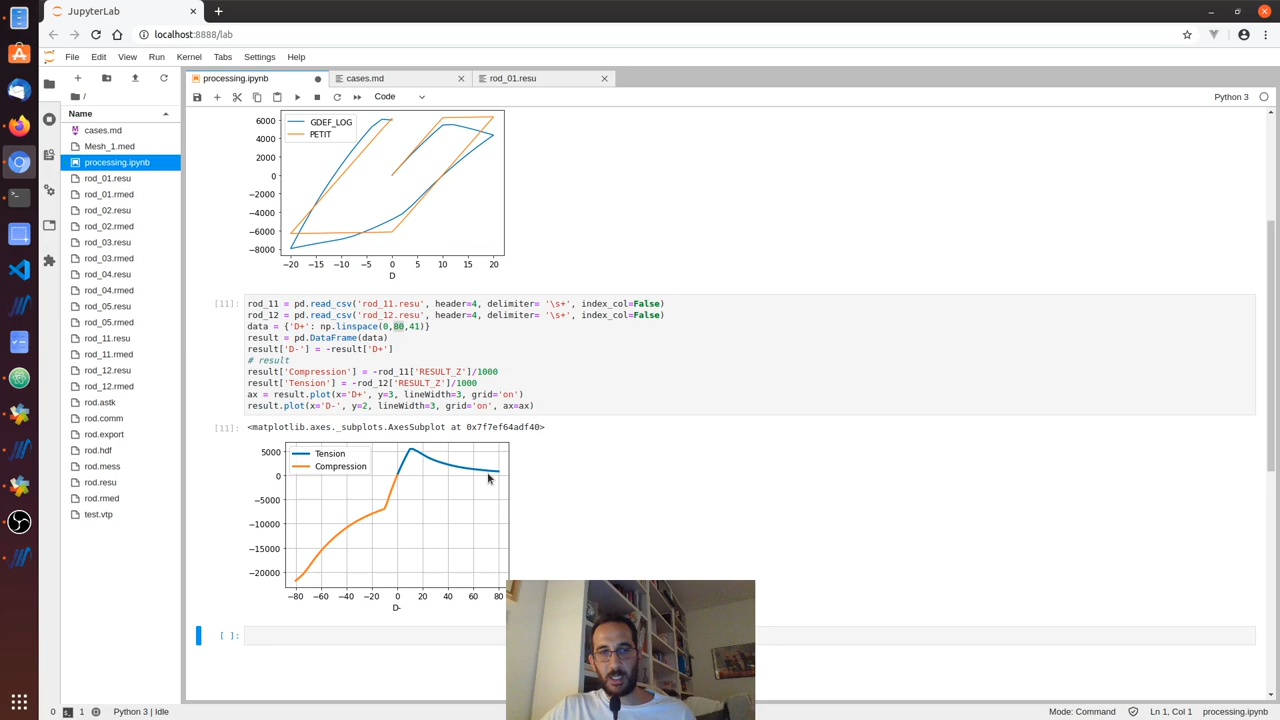 JupyterLab
localhost:8888/lab
File Edit View Run Kernel Tabs Settings Help
processing.ipynb
cases.md
rod_01.resu
Code
Python 3
/
Name
cases.md
Mesh_1.med
processing.ipynb
rod_01.resu
rod_01.rmed
rod_02.resu
rod_02.rmed
rod_03.resu
rod_03.rmed
rod_04.resu
rod_04.rmed
rod_05.resu
rod_05.rmed
rod_11.resu
rod_11.rmed
rod_12.resu
rod_12.rmed
rod.astk
rod.comm
rod.export
rod.hdf
rod.mess
rod.resu
rod.rmed
test.vtp
GDEF_LOG
PETIT
6000
4000
2000
0
−2000
−4000
−6000
−8000
−20 −15 −10 −5 0 5 10 15 20
D
[11]:
rod_11 = pd.read_csv('rod_11.resu', header=4, delimiter= '\s+', index_col=False)
rod_12 = pd.read_csv('rod_12.resu', header=4, delimiter= '\s+', index_col=False)
data = {'D+': np.linspace(0,80,41)}
result = pd.DataFrame(data)
result['D-'] = -result['D+']
# result
result['Compression'] = -rod_11['RESULT_Z']/1000
result['Tension'] = -rod_12['RESULT_Z']/1000
ax = result.plot(x='D+', y=3, lineWidth=3, grid='on')
result.plot(x='D-', y=2, lineWidth=3, grid='on', ax=ax)
[11]:
<matplotlib.axes._subplots.AxesSubplot at 0x7f7ef64adf40>
Tension
Compression
5000
0
−5000
−10000
−15000
−20000
−80 −60 −40 −20 0 20 40 60 80
D-
[ ]:
0 1 Python 3 | Idle
Mode: Command Ln 1, Col 1 processing.ipynb